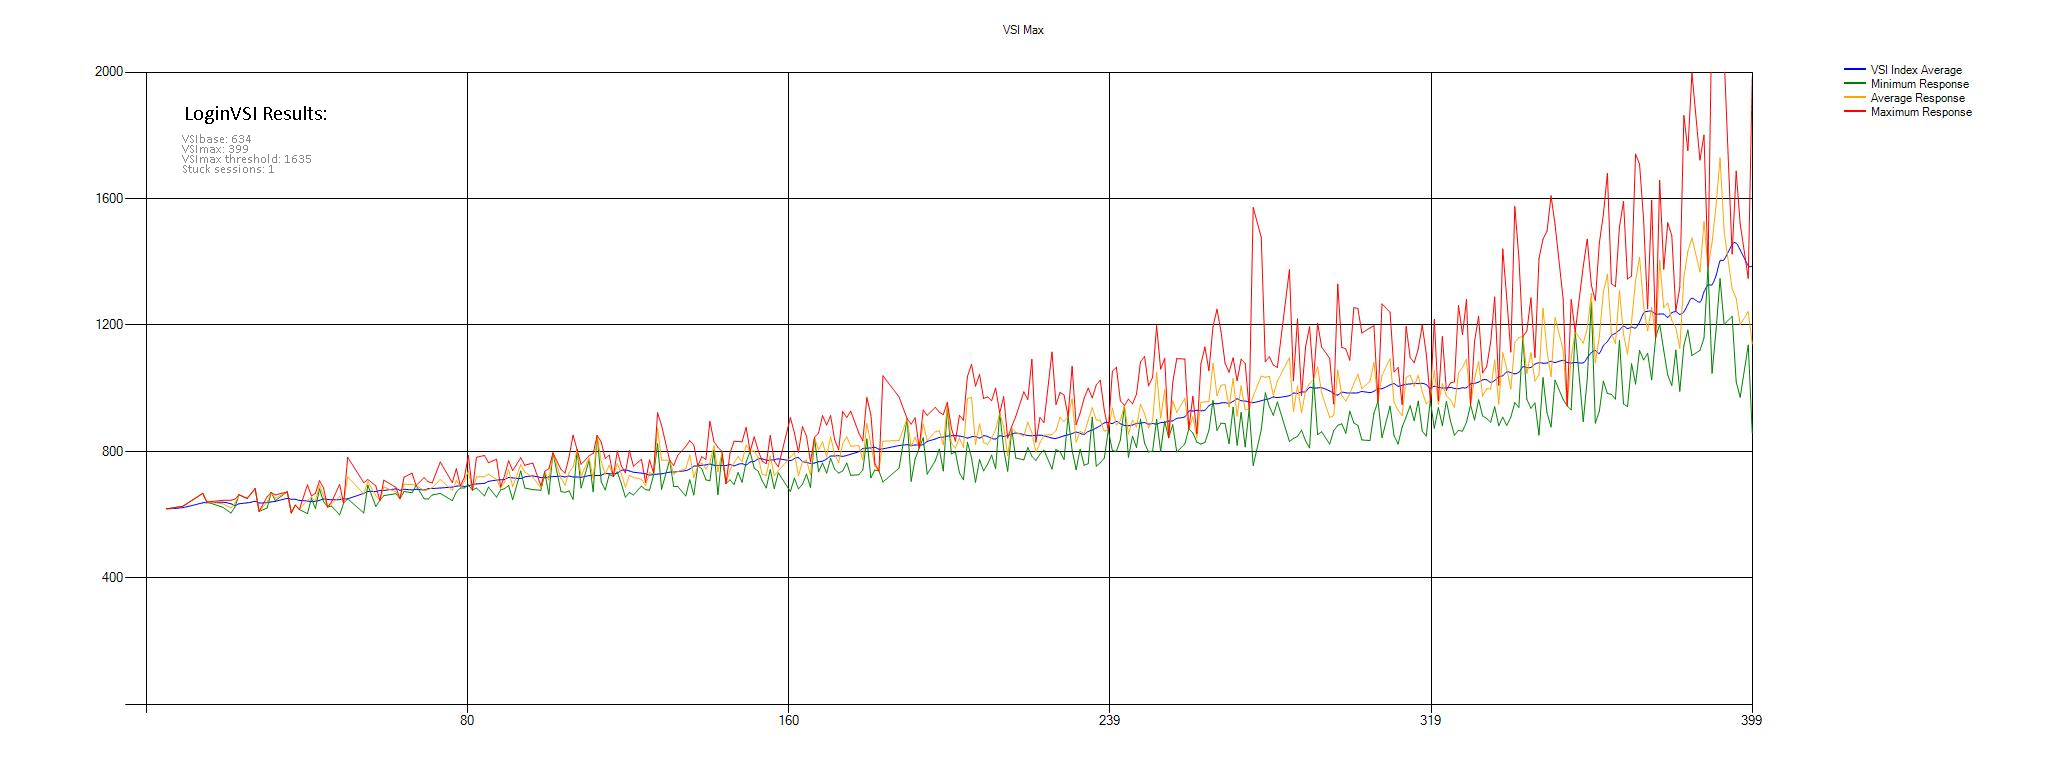 VSI Max
2000
1600
1200
800
400
LoginVSI Results:
VSIbase: 634
VSImax: 399
VSImax threshold: 1635
Stuck sessions: 1
VSI Index Average
Minimum Response
Average Response
Maximum Response
80
160
239
319
399